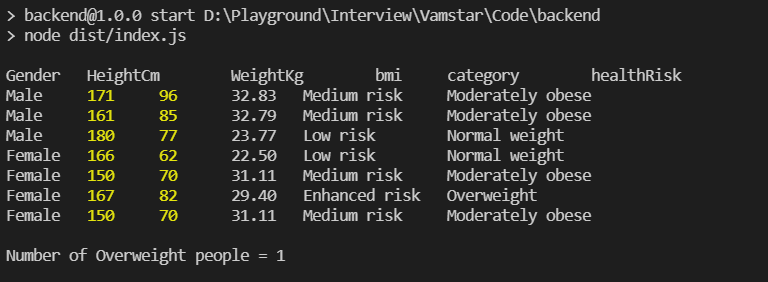 > backend@1.0.0 start D:\Playground\Interview\Vamstar\Code\backend
> node dist/index.js
Gender HeightCm WeightKg bmi category healthRisk
Male 171 96 32.83 Medium risk Moderately obese
Male 161 85 32.79 Medium risk Moderately obese
Male 180 77 23.77 Low risk Normal weight
Female 166 62 22.50 Low risk Normal weight
Female 150 70 31.11 Medium risk Moderately obese
Female 167 82 29.40 Enhanced risk Overweight
Female 150 70 31.11 Medium risk Moderately obese
Number of Overweight people = 1